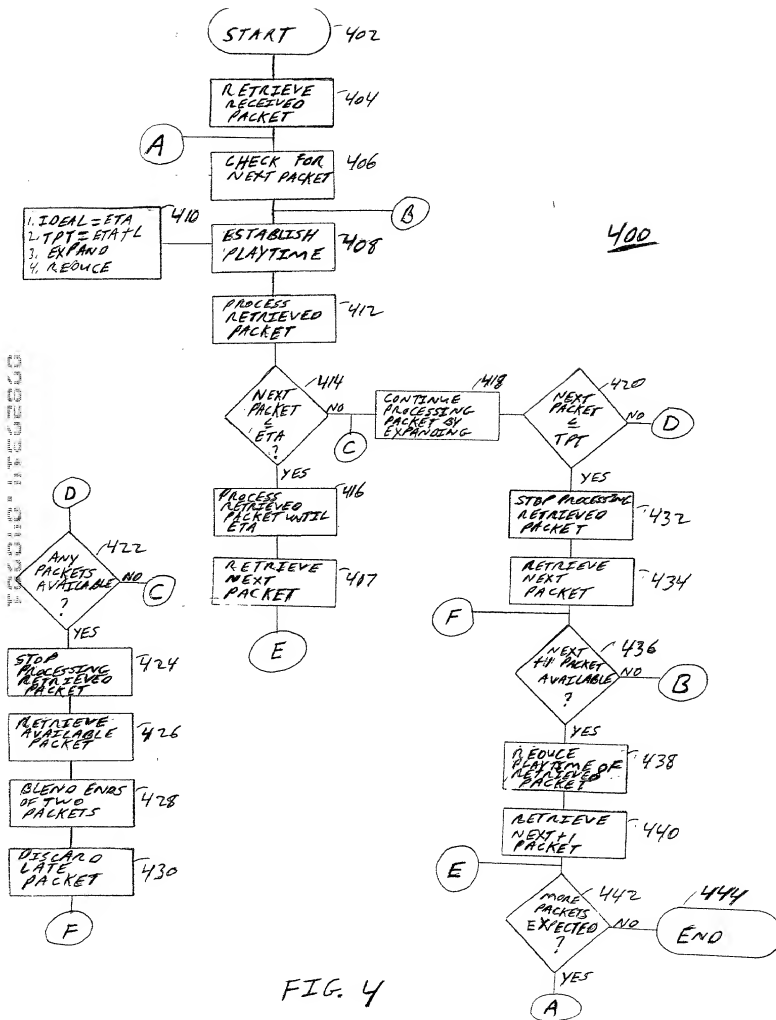 START
402
RETRIEVE
RECEIVED
PACKET
404
A
CHECK FOR
NEXT PACKET
406
B
1. IDEAL = ETA
2. TPT = ETA+L
3. EXPAND
4. REDUCE
410
ESTABLISH
PLAYTIME
408
400
PROCESS
RETRIEVED
PACKET
412
NEXT
PACKET
≤
ETA
?
414
NO
C
YES
CONTINUE
PROCESSING
PACKET BY
EXPANDING
418
NEXT
PACKET
≤
TPT
420
NO
D
YES
PROCESS
RETRIEVED
PACKET UNTIL
ETA
416
RETRIEVE
NEXT
PACKET
407
E
STOP PROCESSING
RETRIEVED
PACKET
432
RETRIEVE
NEXT
PACKET
434
F
NEXT
+1 PACKET
AVAILABLE
?
436
NO
B
YES
REDUCE
PLAYTIME OF
RETRIEVED
PACKET
438
RETRIEVE
NEXT+1
PACKET
440
E
MORE
PACKETS
EXPECTED
?
442
NO
END
444
YES
A
D
ANY
PACKETS
AVAILABLE
?
422
NO
C
YES
STOP
PROCESSING
RETRIEVED
PACKET
424
RETRIEVE
AVAILABLE
PACKET
426
BLEND ENDS
OF TWO
PACKETS
428
DISCARD
LATE
PACKET
430
F
FIG. 4